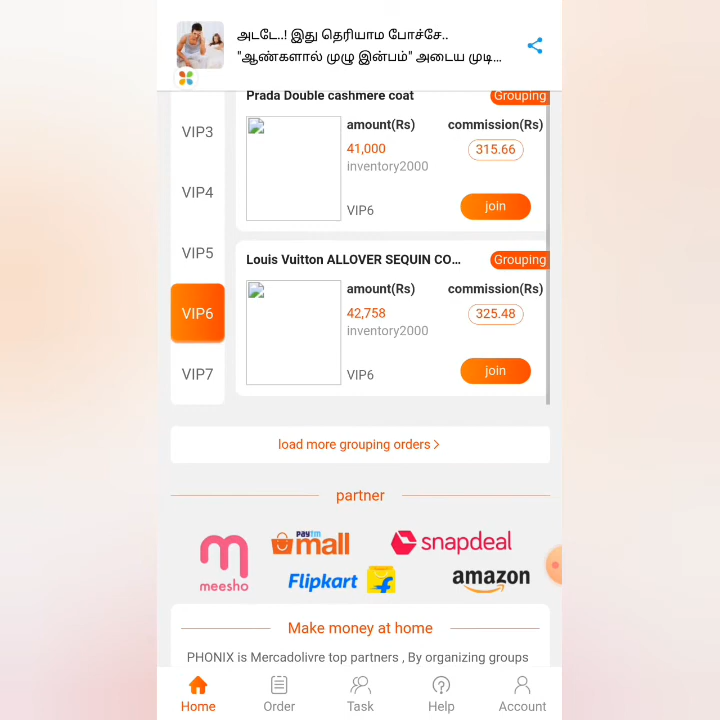 அடடே..! இது தெரியாம போச்சே..
"ஆண்களால் முழு இன்பம்" அடைய முடி...
Prada Double cashmere coat
Grouping
VIP3
amount(Rs)
commission(Rs)
41,000
315.66
inventory2000
VIP4
VIP6
join
VIP5
Louis Vuitton ALLOVER SEQUIN CO...
Grouping
amount(Rs)
commission(Rs)
VIP6
42,758
325.48
inventory2000
VIP7
VIP6
join
load more grouping orders >
partner
meesho
paytm
mall
snapdeal
Flipkart
amazon
Make money at home
PHONIX is Mercadolivre top partners , By organizing groups
Home
Order
Task
Help
Account